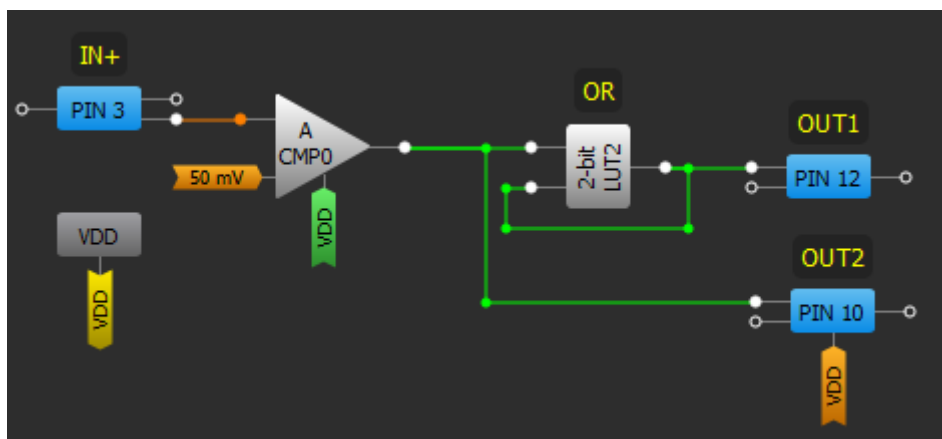 IN+
PIN 3
A
CMP0
50 mV
VDD
VDD
VDD
OR
2-bit
LUT2
OUT1
PIN 12
OUT2
PIN 10
VDD